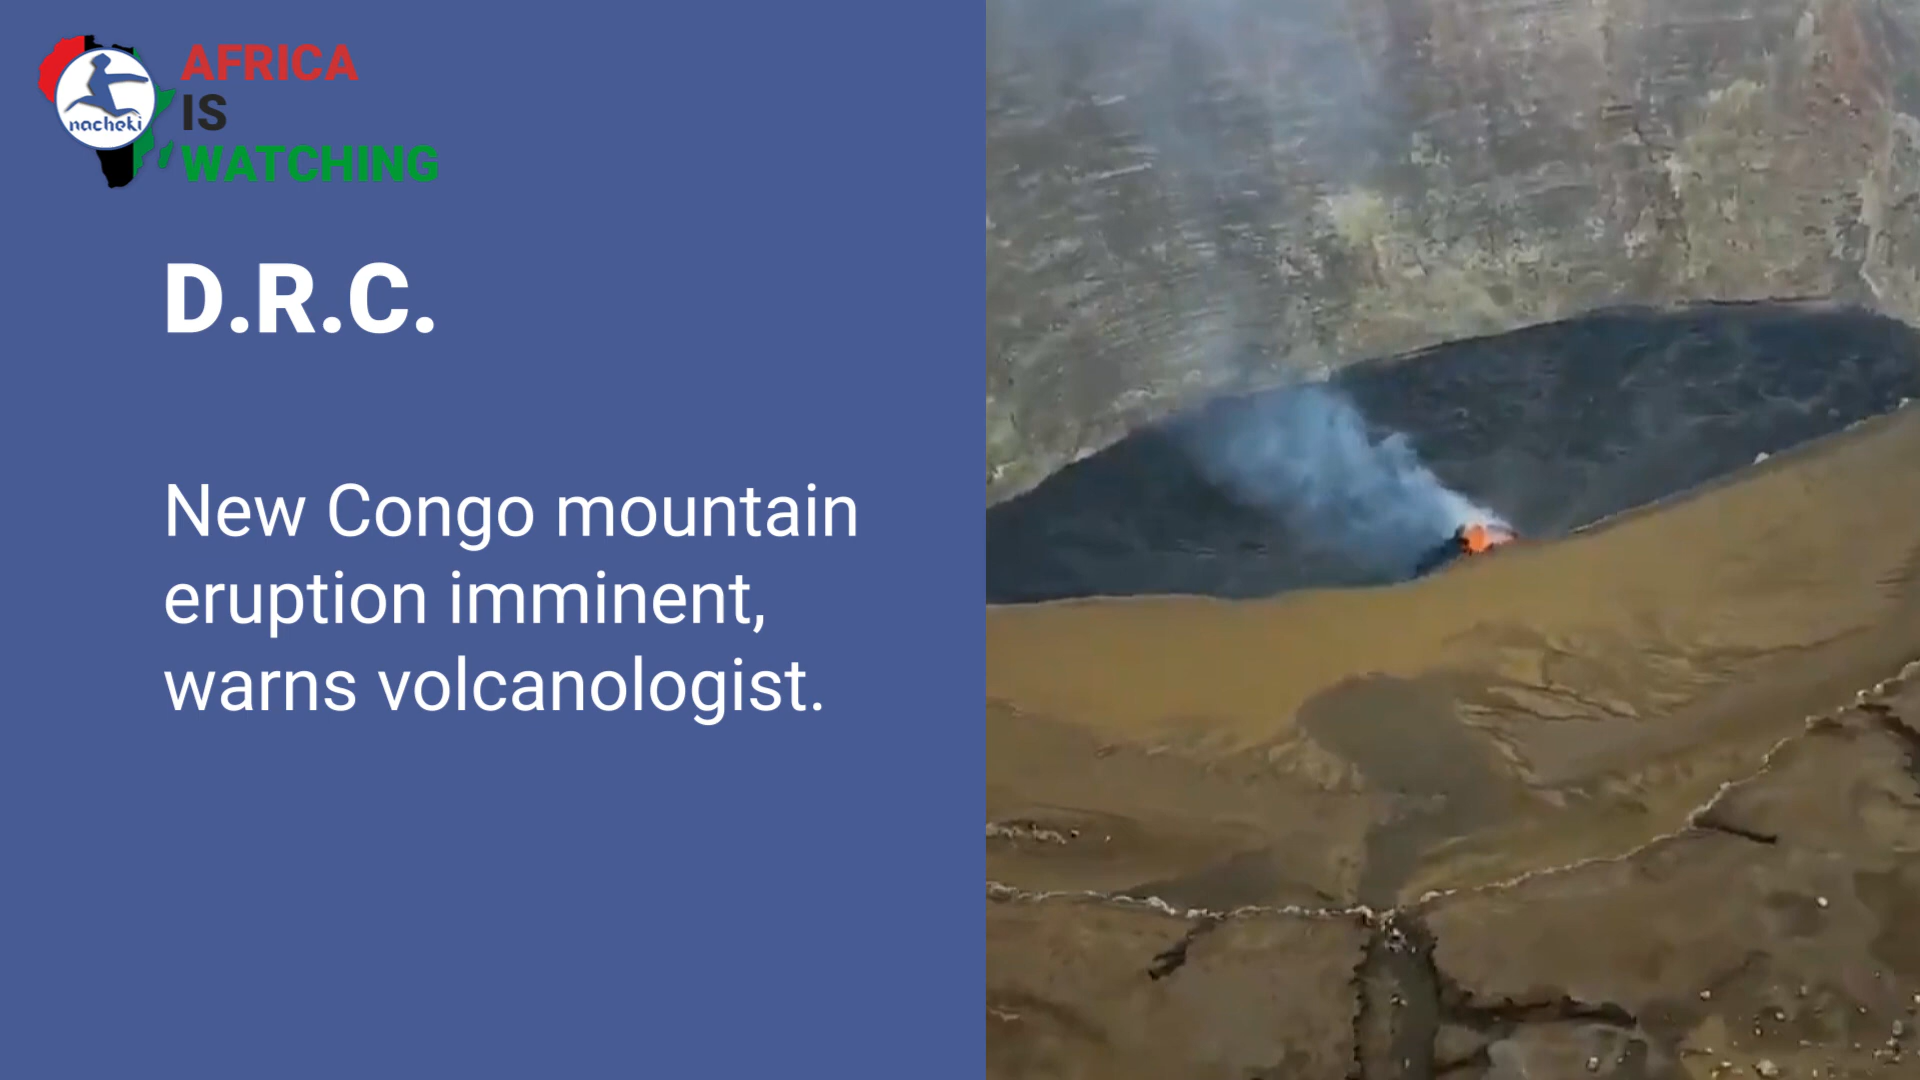 nacheki
AFRICA
IS
WATCHING
D.R.C.
New Congo mountain
eruption imminent,
warns volcanologist.